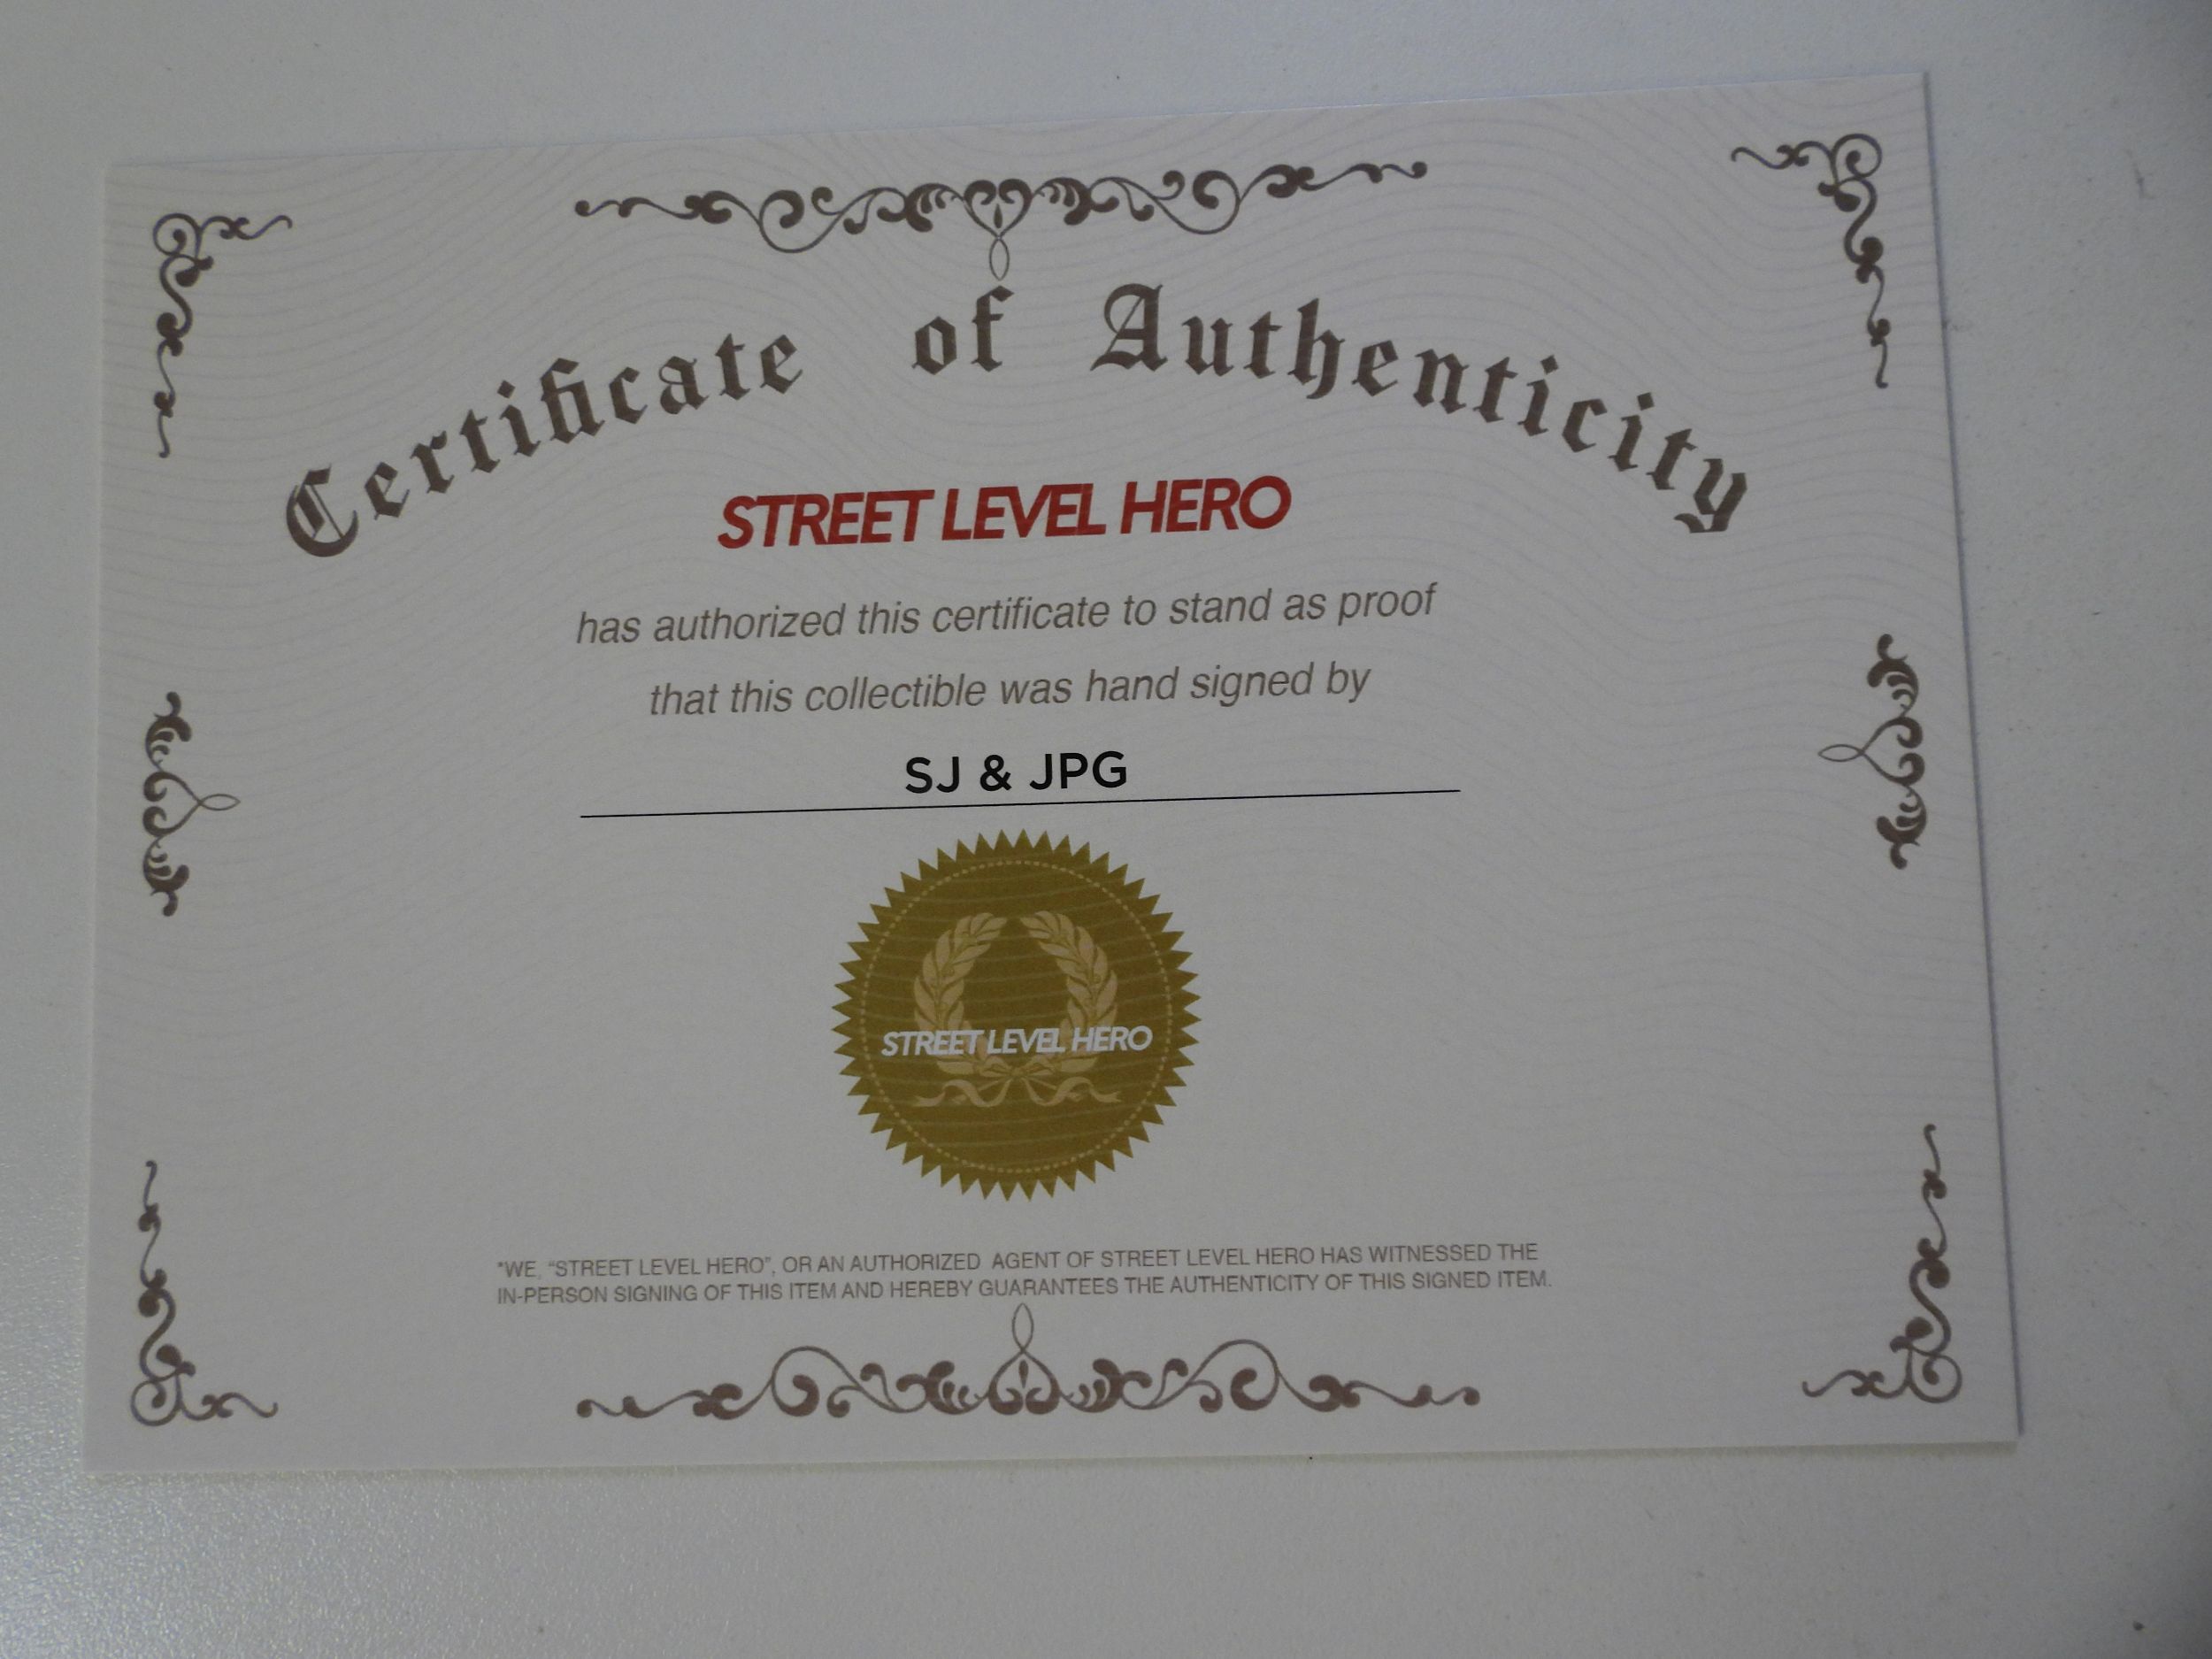 Certificate of Authenticity
STREET LEVEL HERO
has authorized this certificate to stand as proof
that this collectible was hand signed by
SJ & JPG
STREET LEVEL HERO
*WE, “STREET LEVEL HERO”, OR AN AUTHORIZED AGENT OF STREET LEVEL HERO HAS WITNESSED THE
IN-PERSON SIGNING OF THIS ITEM AND HEREBY GUARANTEES THE AUTHENTICITY OF THIS SIGNED ITEM.